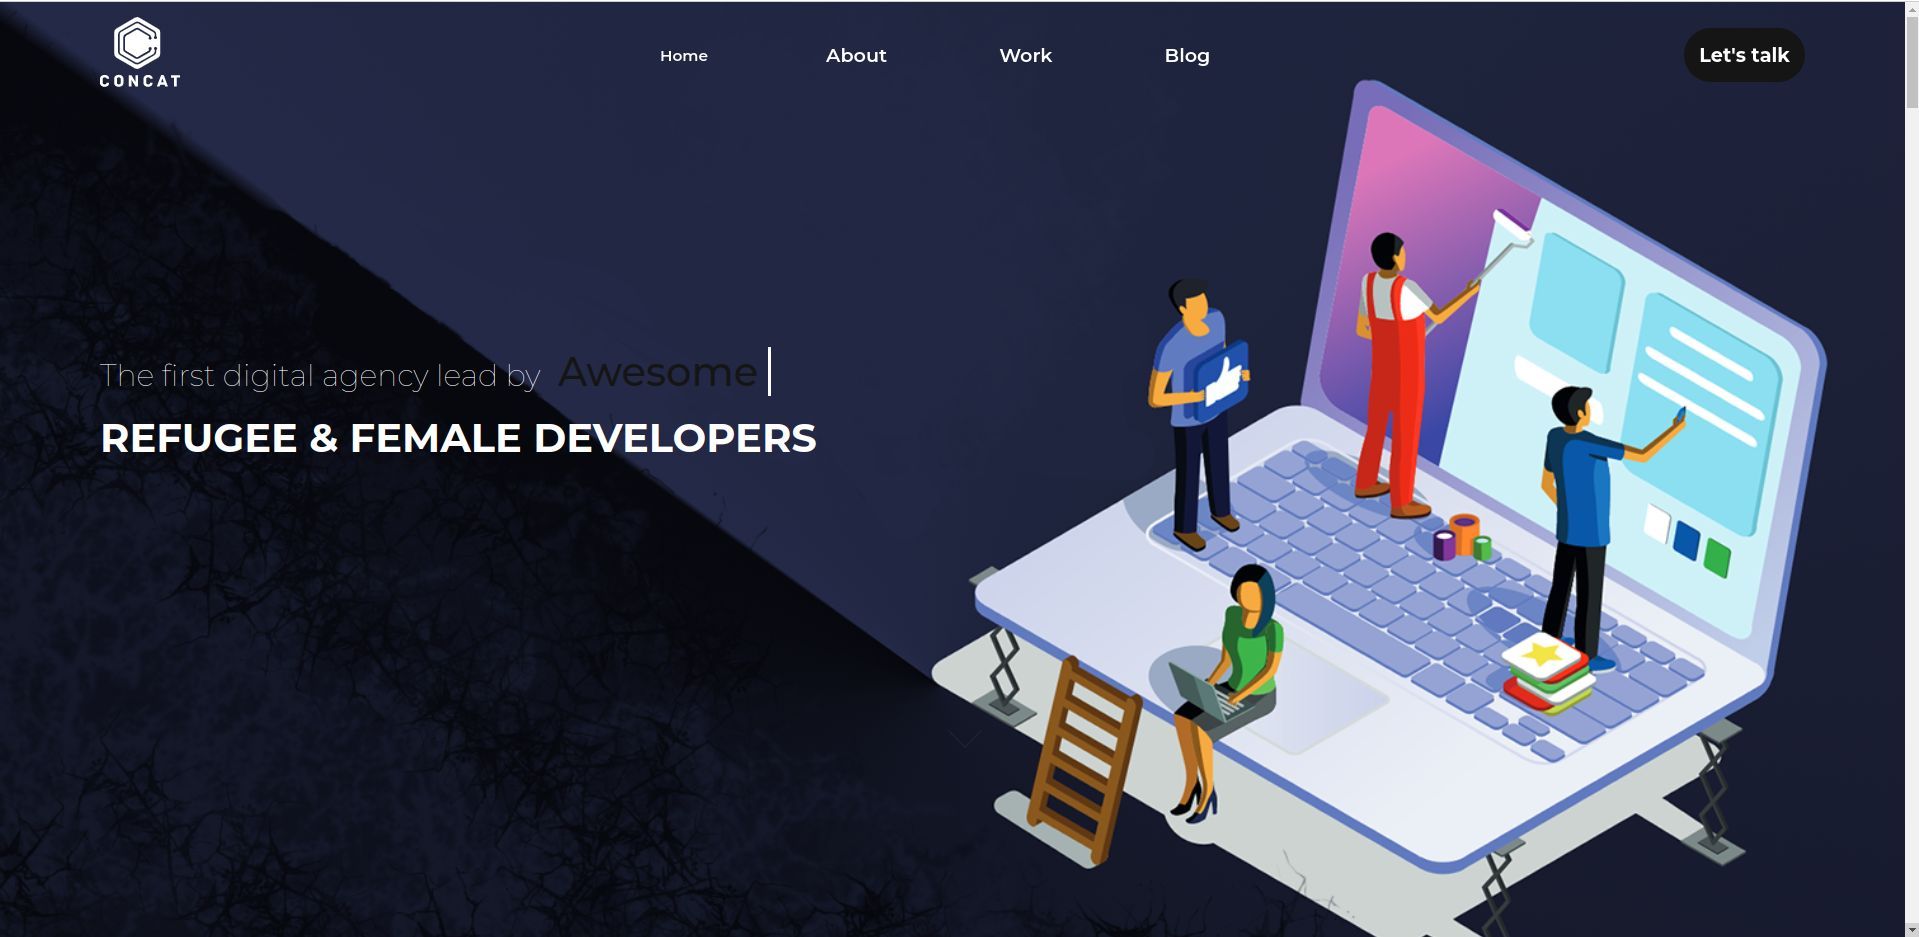 CONCAT
Home About Work Blog
Let's talk
The first digital agency lead by Awesome
REFUGEE & FEMALE DEVELOPERS